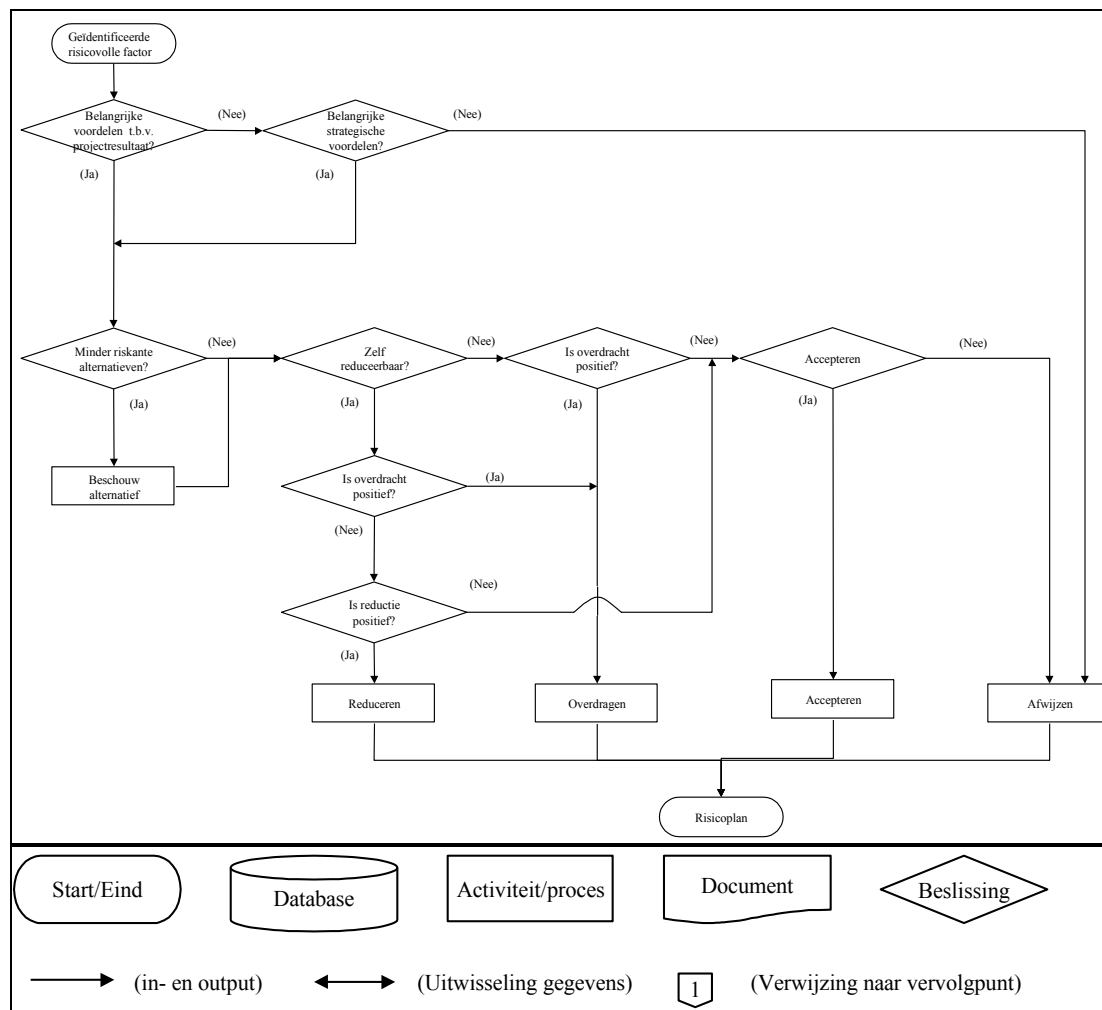 Geïdentificeerde
risicovolle factor
Belangrijke
voordelen t.b.v.
projectresultaat?
(Nee)
Belangrijke
strategische
voordelen?
(Nee)
(Ja)
(Ja)
Minder riskante
alternatieven?
(Nee)
Zelf
reduceerbaar?
(Nee)
Is overdracht
positief?
(Nee)
Accepteren
(Nee)
(Ja)
(Ja)
(Ja)
(Ja)
Beschouw
alternatief
Is overdracht
positief?
(Ja)
(Nee)
Is reductie
positief?
(Nee)
(Ja)
Reduceren
Overdragen
Accepteren
Afwijzen
Risicoplan
Start/Eind
Database
Activiteit/proces
Document
Beslissing
(in- en output)
(Uitwisseling gegevens)
1
(Verwijzing naar vervolgpunt)